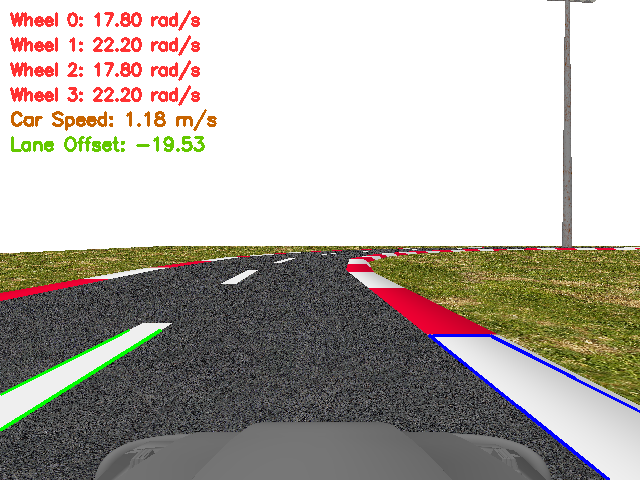 Wheel 0: 17.80 rad/s
Wheel 1: 22.20 rad/s
Wheel 2: 17.80 rad/s
Wheel 3: 22.20 rad/s
Car Speed: 1.18 m/s
Lane Offset: -19.53